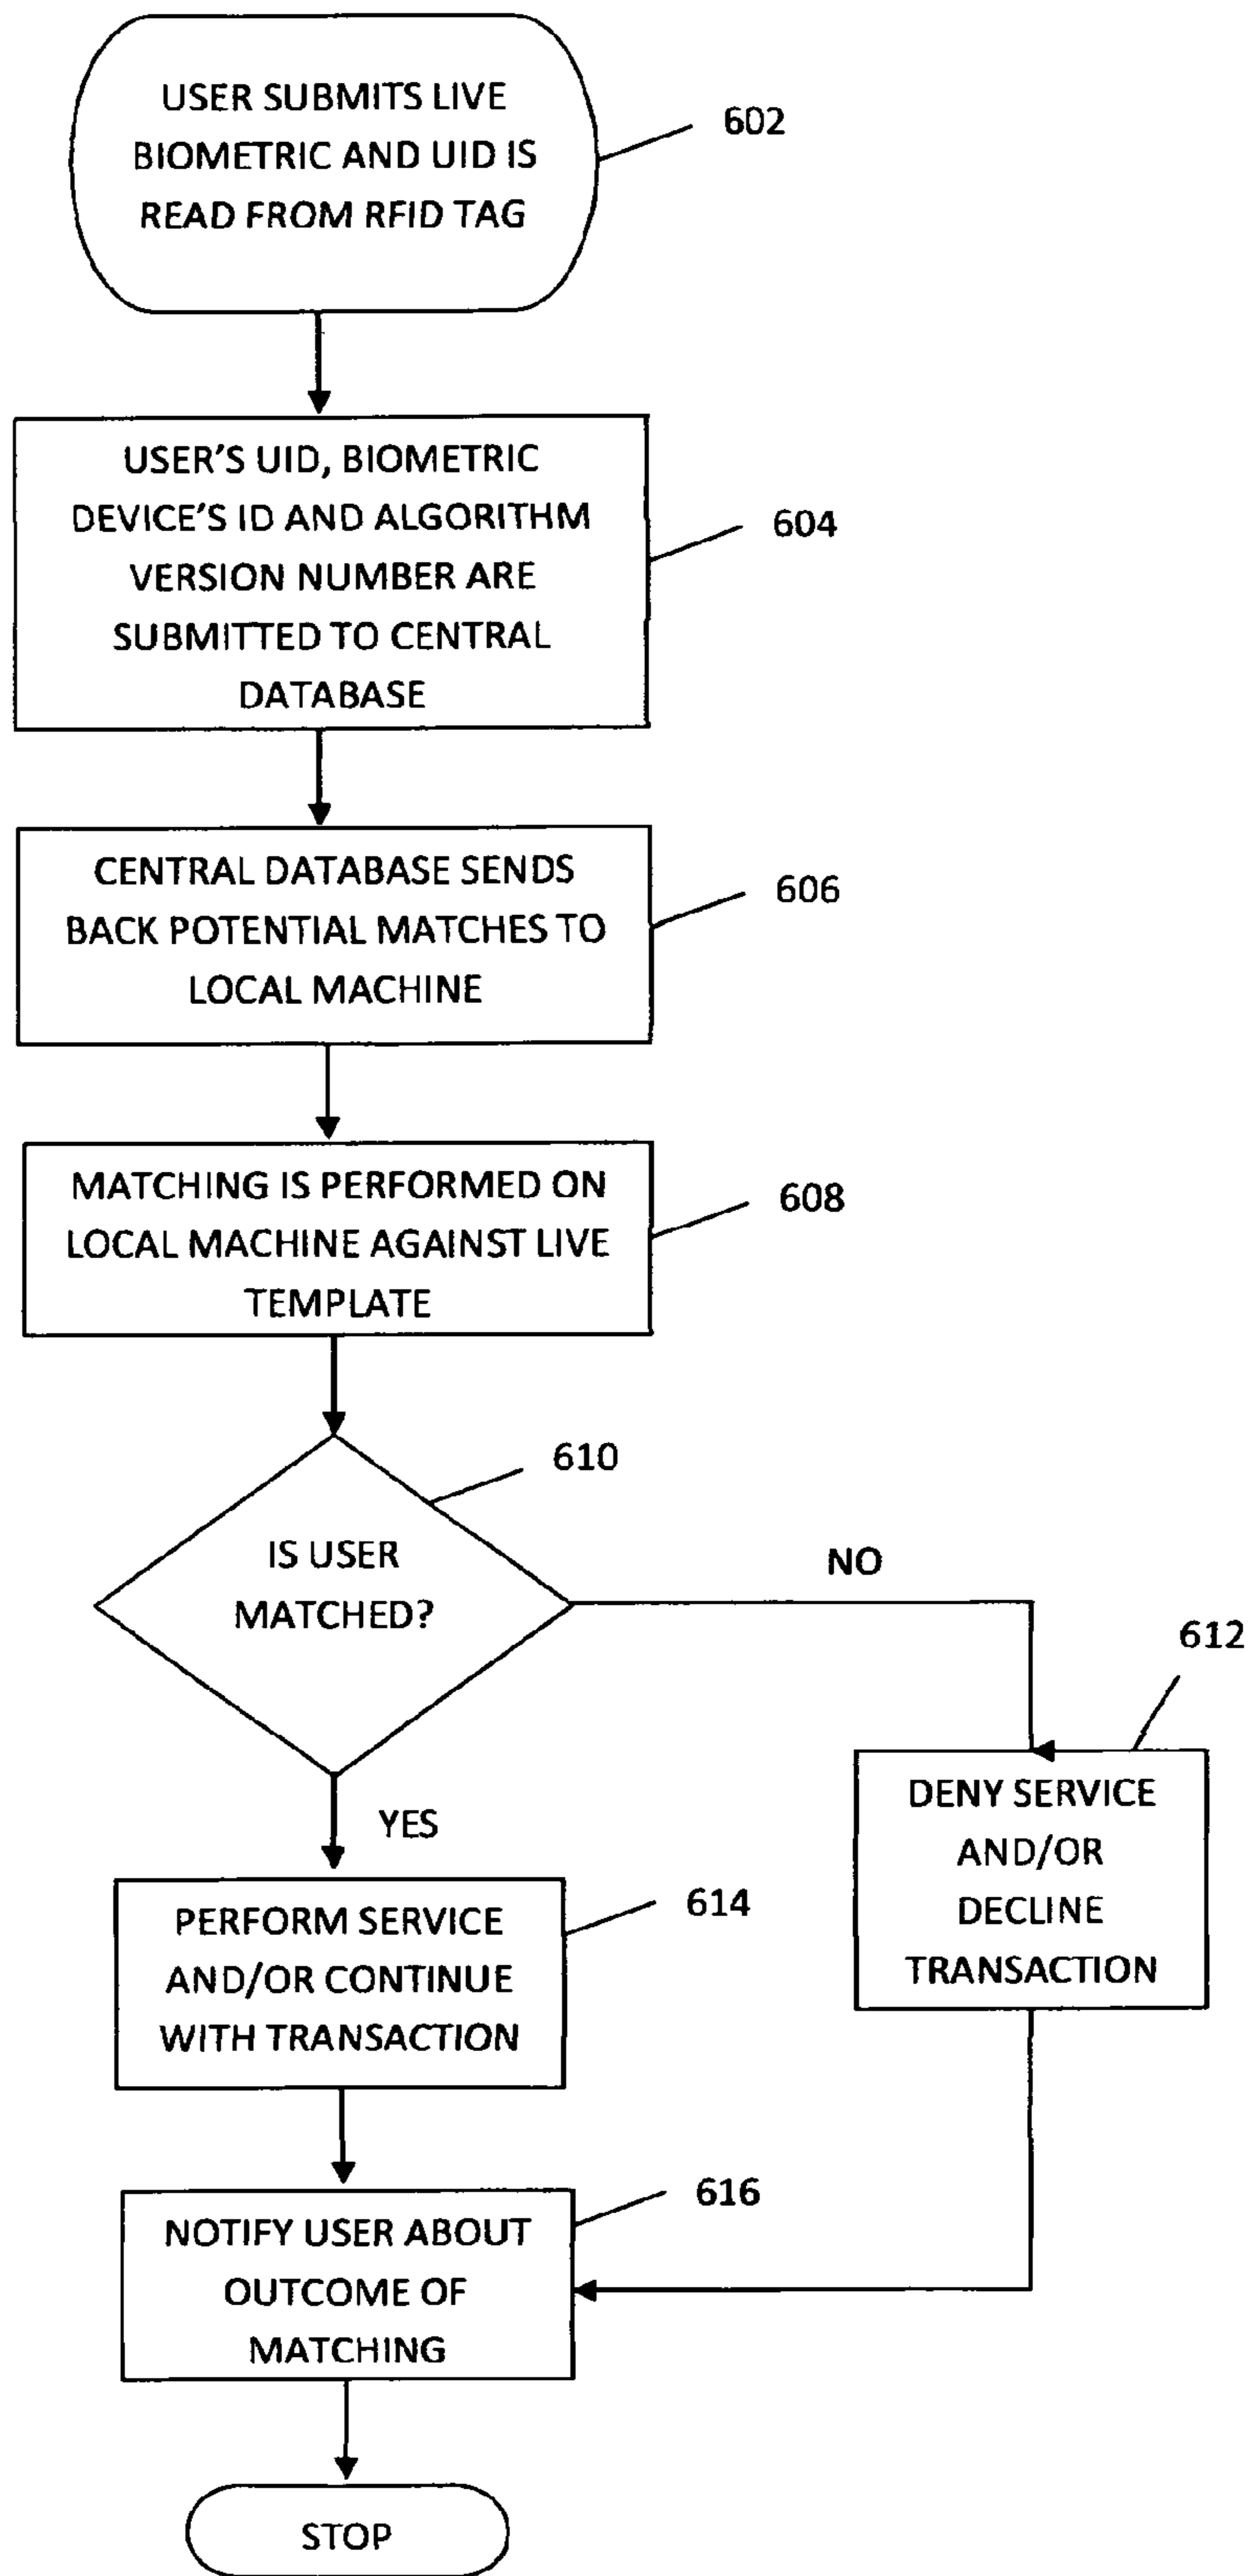 USER SUBMITS LIVE
BIOMETRIC AND UID IS
READ FROM RFID TAG
602
USER'S UID, BIOMETRIC
DEVICE'S ID AND ALGORITHM
VERSION NUMBER ARE
SUBMITTED TO CENTRAL
DATABASE
604
CENTRAL DATABASE SENDS
BACK POTENTIAL MATCHES TO
LOCAL MACHINE
606
MATCHING IS PERFORMED ON
LOCAL MACHINE AGAINST LIVE
TEMPLATE
608
610
IS USER
MATCHED?
NO
612
DENY SERVICE
AND/OR
DECLINE
TRANSACTION
YES
PERFORM SERVICE
AND/OR CONTINUE
WITH TRANSACTION
614
NOTIFY USER ABOUT
OUTCOME OF
MATCHING
616
STOP